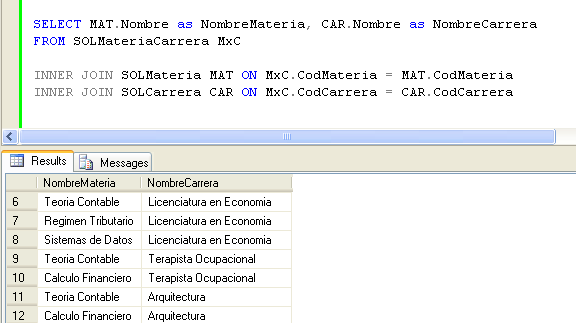 SELECT MAT.Nombre as NombreMateria, CAR.Nombre as NombreCarrera
FROM SOLMateriaCarrera MxC
INNER JOIN SOLMateria MAT ON MxC.CodMateria = MAT.CodMateria
INNER JOIN SOLCarrera CAR ON MxC.CodCarrera = CAR.CodCarrera
Results Messages
NombreMateria NombreCarrera
6 Teoria Contable Licenciatura en Economia
7 Regimen Tributario Licenciatura en Economia
8 Sistemas de Datos Licenciatura en Economia
9 Teoria Contable Terapista Ocupacional
10 Calculo Financiero Terapista Ocupacional
11 Teoria Contable Arquitectura
12 Calculo Financiero Arquitectura